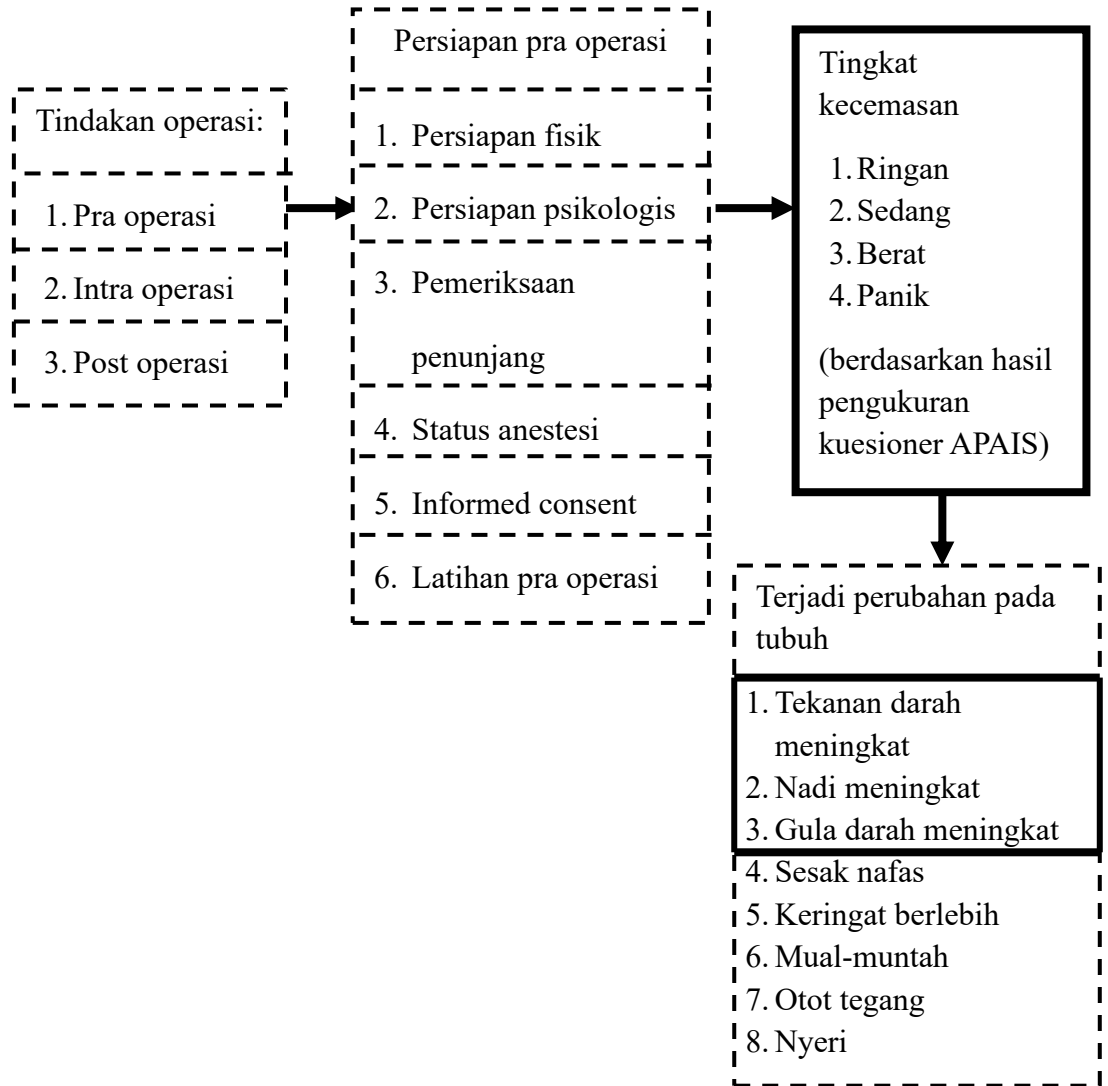 Tindakan operasi:
1. Pra operasi
2. Intra operasi
3. Post operasi
Persiapan pra operasi
1. Persiapan fisik
2. Persiapan psikologis
3. Pemeriksaan
penunjang
4. Status anestesi
5. Informed consent
6. Latihan pra operasi
Tingkat
kecemasan
1. Ringan
2. Sedang
3. Berat
4. Panik
(berdasarkan hasil
pengukuran
kuesioner APAIS)
Terjadi perubahan pada
tubuh
1. Tekanan darah
meningkat
2. Nadi meningkat
3. Gula darah meningkat
4. Sesak nafas
5. Keringat berlebih
6. Mual-muntah
7. Otot tegang
8. Nyeri